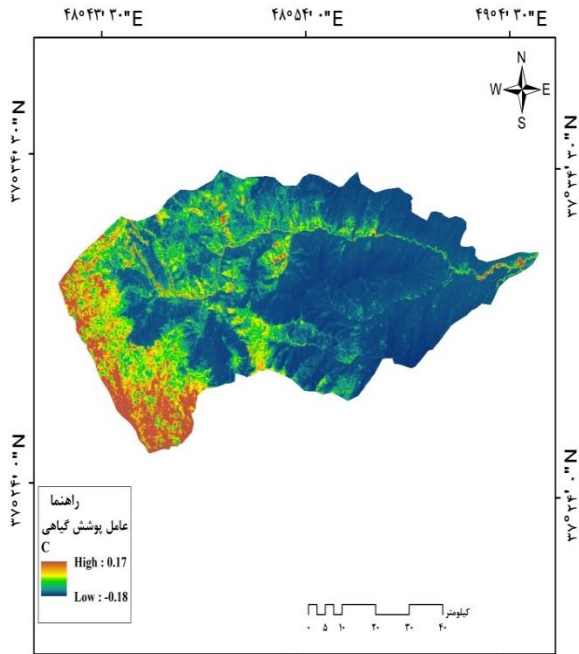 ۴۸°۴۳'۳۰"E ۴۸°۵۴'۰"E ۴۹°۴'۳۰"E
N
W E
S
۳۷°۳۴'۳۰"N ۳۷°۳۴'۳۰"N
۳۷°۲۴'۰"N ۳۷°۲۴'۰"N
راهنما
عامل پوشش گیاهی
C
High : 0.17
Low : -0.18
کیلومتر
۰ ۵ ۱۰ ۲۰ ۳۰ ۴۰